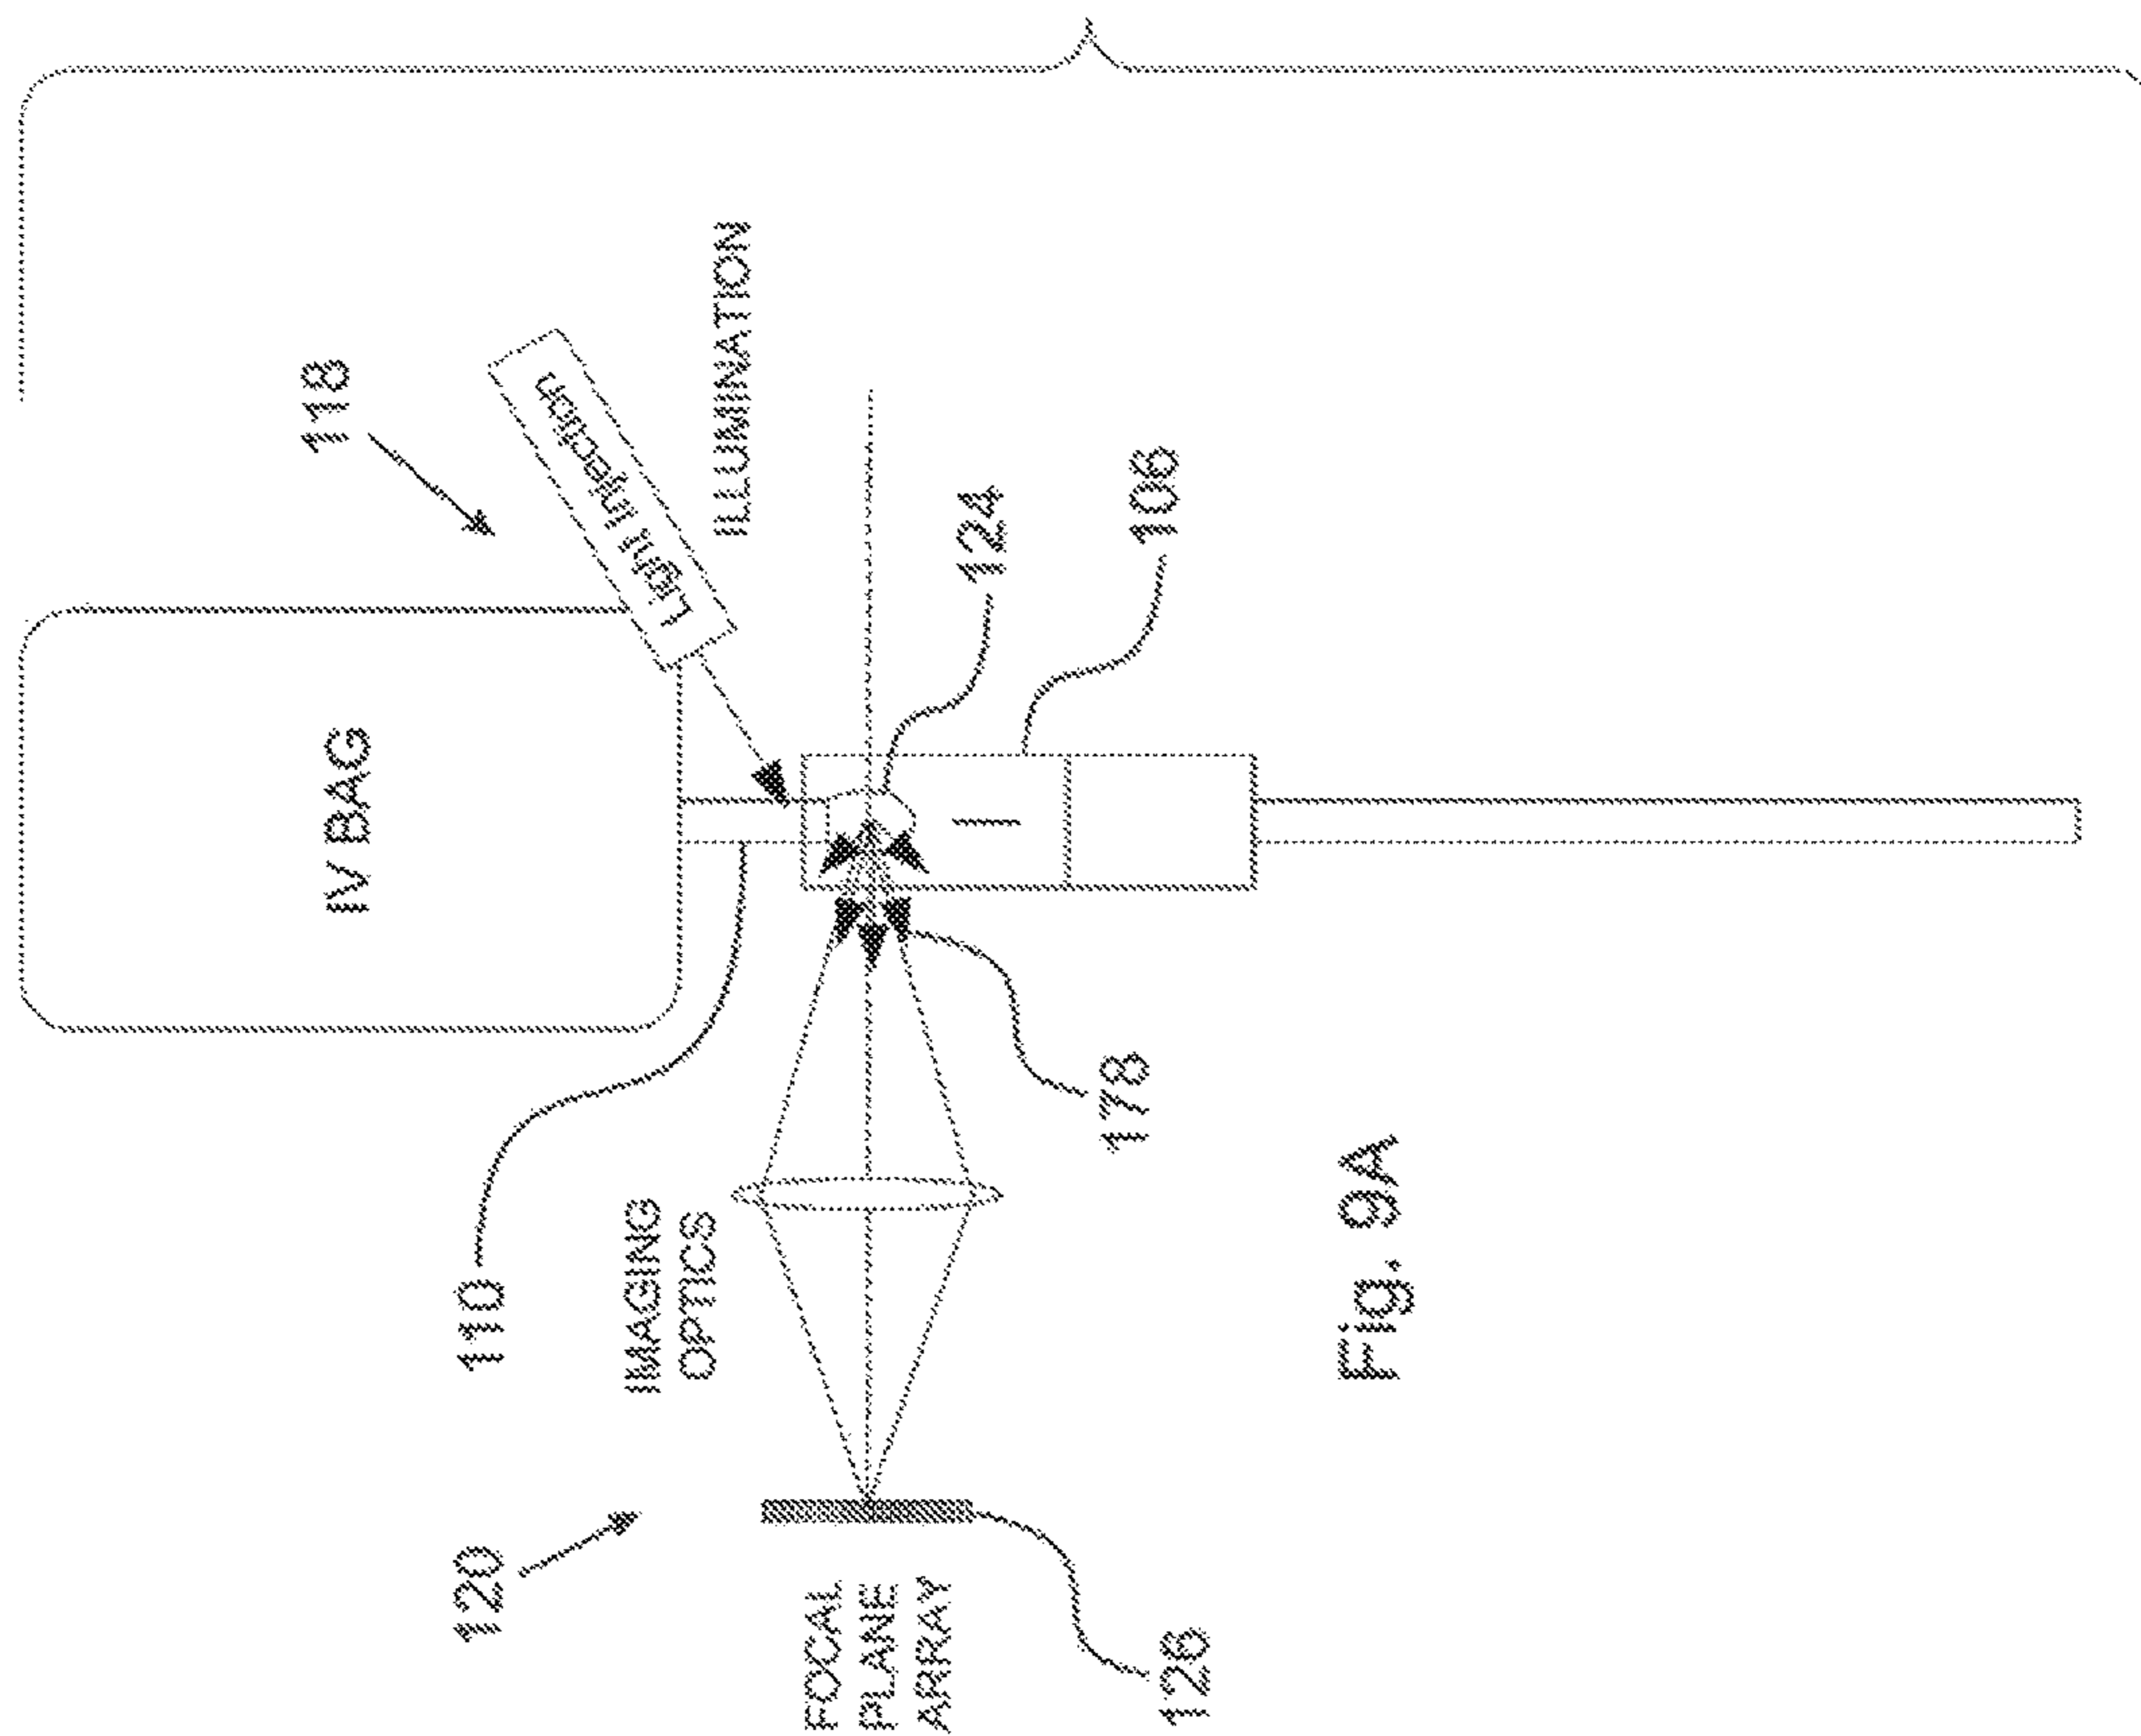 IV BAG
118
Light Injection
ILLUMINATION
110
124
106
IMAGING
OPTICS
178
120
FOCAL
PLANE
ARRAY
126
Fig. 9A